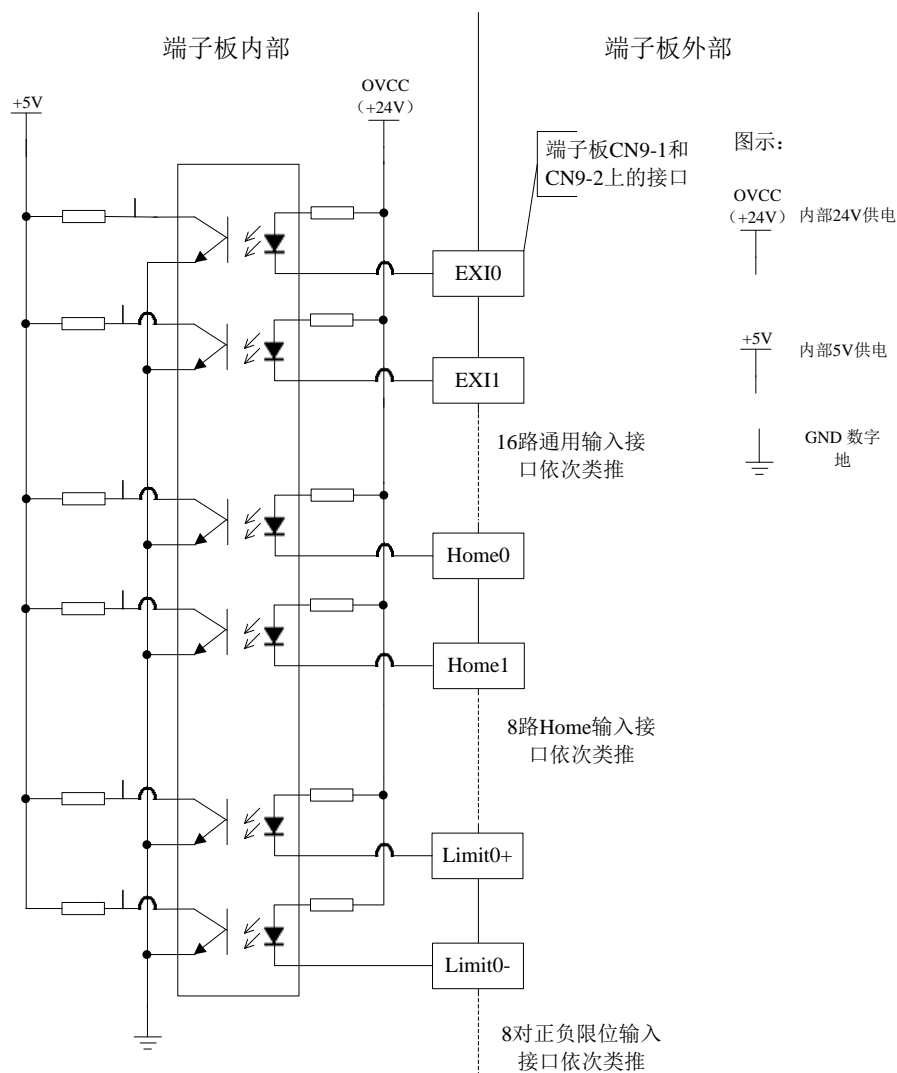 端子板内部
端子板外部
+5V
OVCC
（+24V）
端子板CN9-1和
CN9-2上的接口
图示：
OVCC
（+24V）
内部24V供电
EXI0
+5V
内部5V供电
EXI1
16路通用输入接
口依次类推
GND 数字
地
Home0
Home1
8路Home输入接
口依次类推
Limit0+
Limit0-
8对正负限位输入
接口依次类推